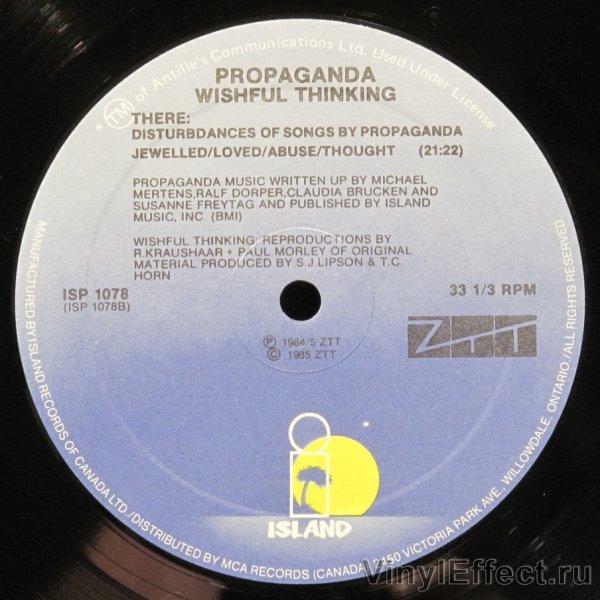 * TM of Antille's Communications Ltd. Used Under License
PROPAGANDA
WISHFUL THINKING
THERE:
DISTURBDANCES OF SONGS BY PROPAGANDA
JEWELLED/LOVED/ABUSE/THOUGHT (21:22)
PROPAGANDA MUSIC WRITTEN UP BY MICHAEL
MERTENS,RALF DORPER,CLAUDIA BRUCKEN AND
SUSANNE FREYTAG AND PUBLISHED BY ISLAND
MUSIC, INC. (BMI)
WISHFUL THINKING REPRODUCTIONS BY
R.KRAUSHAAR + PAUL MORLEY OF ORIGINAL
MATERIAL PRODUCED BY S.J.LIPSON & T.C.
HORN
ISP 1078
(ISP 1078B)
33 1/3 RPM
ZTT
Ⓟ 1984/5 ZTT
© 1985 ZTT
*
i
ISLAND
MANUFACTURED BY ISLAND RECORDS OF CANADA LTD./DISTRIBUTED BY MCA RECORDS (CANADA), 2450 VICTORIA PARK AVE., WILLOWDALE, ONTARIO./ALL RIGHTS RESERVED.
VinylEffect.ru